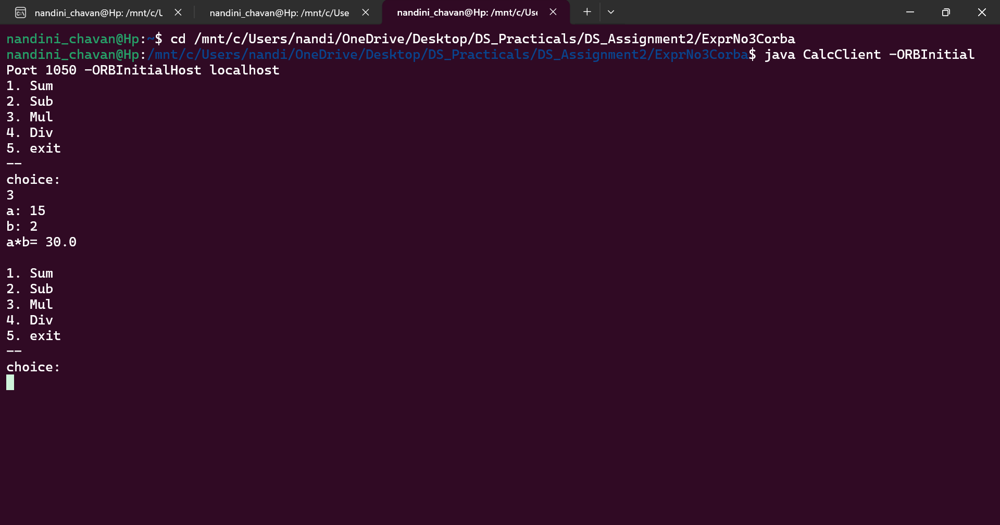 nandini_chavan@Hp: /mnt/c/U
nandini_chavan@Hp: /mnt/c/Use
nandini_chavan@Hp: /mnt/c/Use
nandini_chavan@Hp:~$ cd /mnt/c/Users/nandi/OneDrive/Desktop/DS_Practicals/DS_Assignment2/ExprNo3Corba
nandini_chavan@Hp:/mnt/c/Users/nandi/OneDrive/Desktop/DS_Practicals/DS_Assignment2/ExprNo3Corba$ java CalcClient -ORBInitial
Port 1050 -ORBInitialHost localhost
1. Sum
2. Sub
3. Mul
4. Div
5. exit
--
choice:
3
a: 15
b: 2
a*b= 30.0
1. Sum
2. Sub
3. Mul
4. Div
5. exit
--
choice: